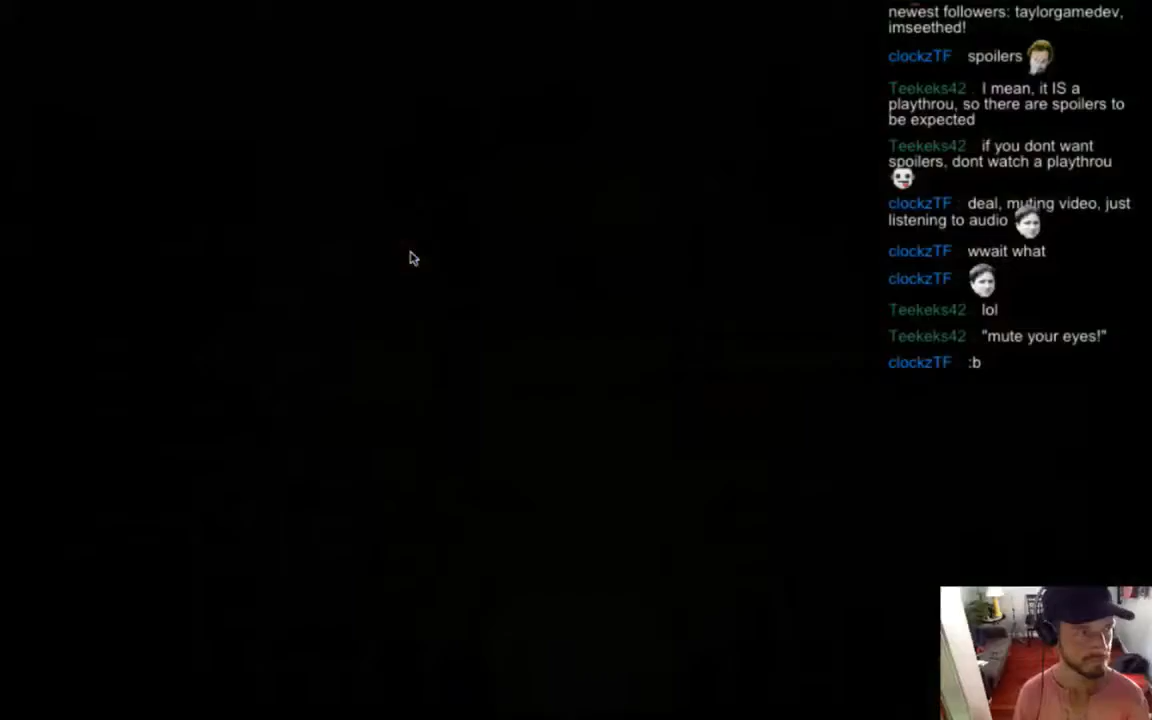 newest followers: taylorgamedev,
imseethed!
clockzTF spoilers
Teekeks42 . I mean, it IS a
playthrou, so there are spoilers to
be expected
Teekeks42 if you dont want
spoilers, dont watch a playthrou
clockzTF deal, muting video, just
listening to audio
clockzTF wwait what
clockzTF
Teekeks42 . lol
Teekeks42 . "mute your eyes!"
clockzTF :b